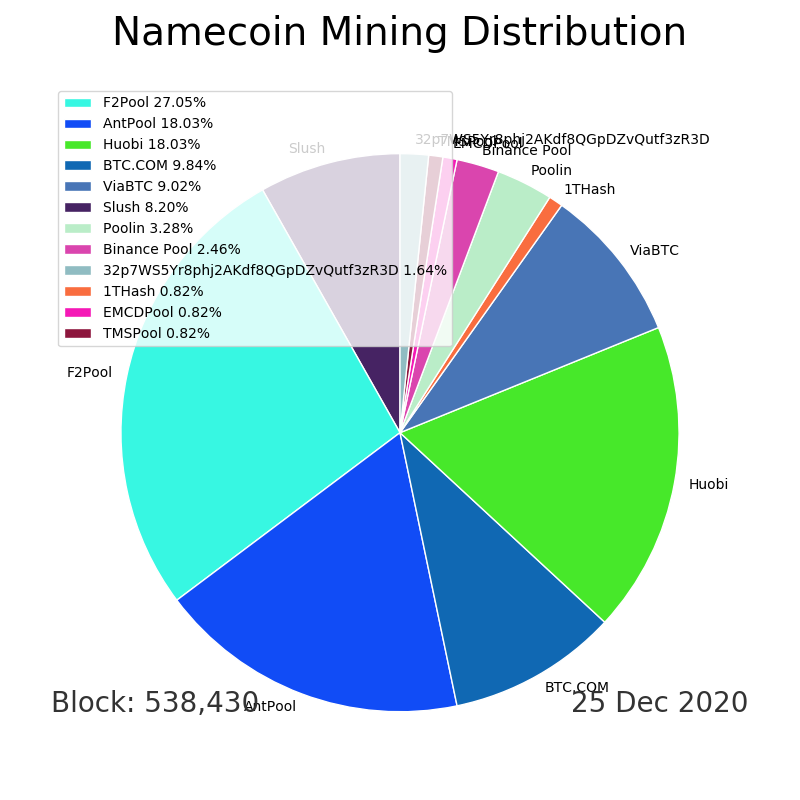 Namecoin Mining Distribution
F2Pool 27.05%
AntPool 18.03%
Huobi 18.03%
BTC.COM 9.84%
ViaBTC 9.02%
Slush 8.20%
Poolin 3.28%
Binance Pool 2.46%
32p7WS5Yr8phj2AKdf8QGpDZvQutf3zR3D 1.64%
1THash 0.82%
EMCDPool 0.82%
TMSPool 0.82%
Slush
32p7WS5Yr8phj2AKdf8QGpDZvQutf3zR3D
TMSPool
EMCDPool
Binance Pool
Poolin
1THash
ViaBTC
F2Pool
Huobi
BTC.COM
AntPool
Block: 538,430
25 Dec 2020